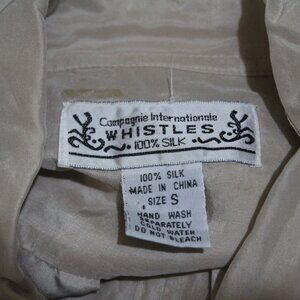 Compagnie Internationale
WHISTLES
100% SILK
100% SILK
MADE IN CHINA
SIZE S
HAND WASH
SEPARATELY
COLD WATER
DO NOT BLEACH